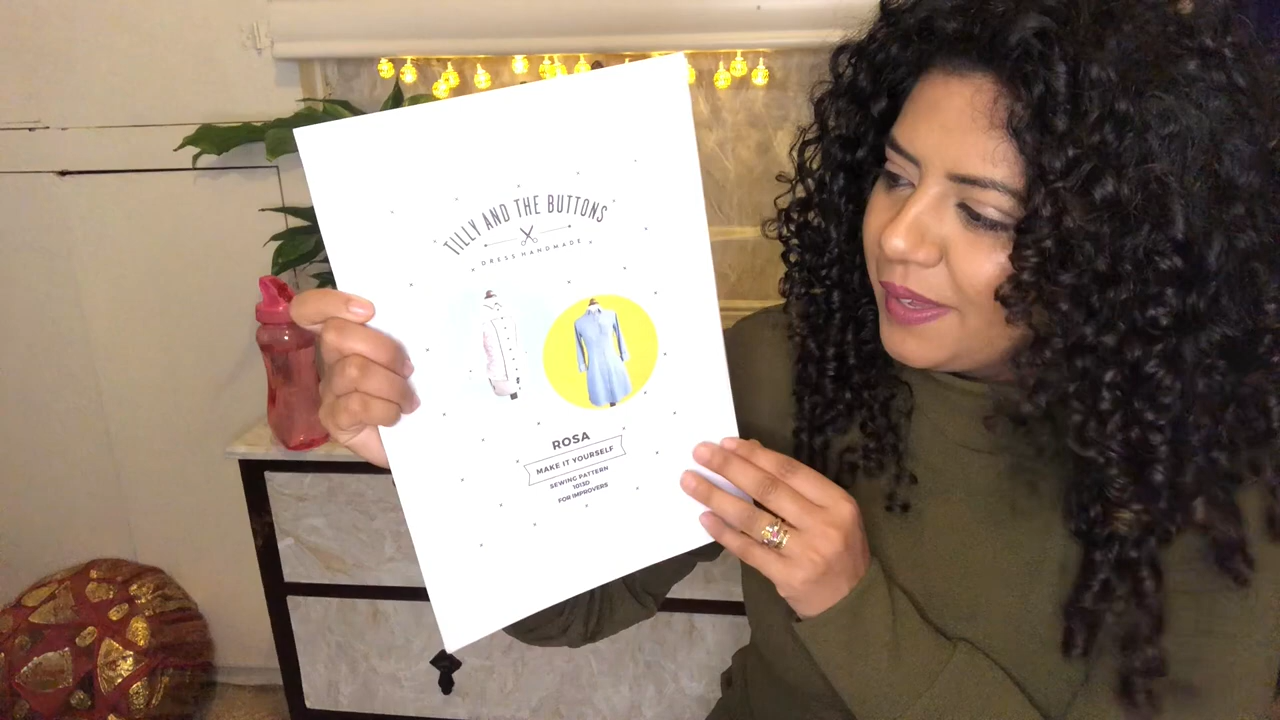 TILLY AND THE BUTTONS
DRESS HANDMADE
ROSA
MAKE IT YOURSELF
SEWING PATTERN
1013D
FOR IMPROVERS